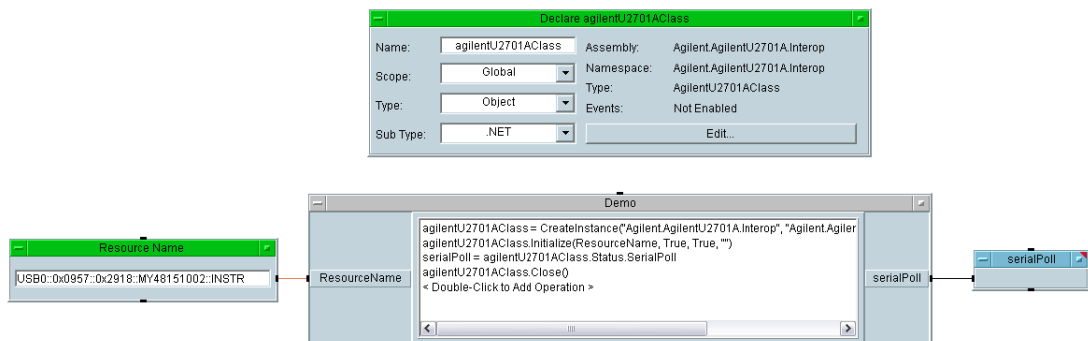 Declare agilentU2701AClass
Name: agilentU2701AClass Assembly: Agilent.AgilentU2701A.Interop
Scope: Global Namespace: Agilent.AgilentU2701A.Interop
Type: Object Type: AgilentU2701AClass
Events: Not Enabled
Sub Type: .NET Edit...
Demo
Resource Name
USB0::0x0957::0x2918::MY48151002::INSTR
ResourceName
agilentU2701AClass = CreateInstance("Agilent.AgilentU2701A.Interop", "Agilent.Agiler
agilentU2701AClass.Initialize(ResourceName, True, True, "")
serialPoll = agilentU2701AClass.Status.SerialPoll
agilentU2701AClass.Close()
< Double-Click to Add Operation >
serialPoll
serialPoll